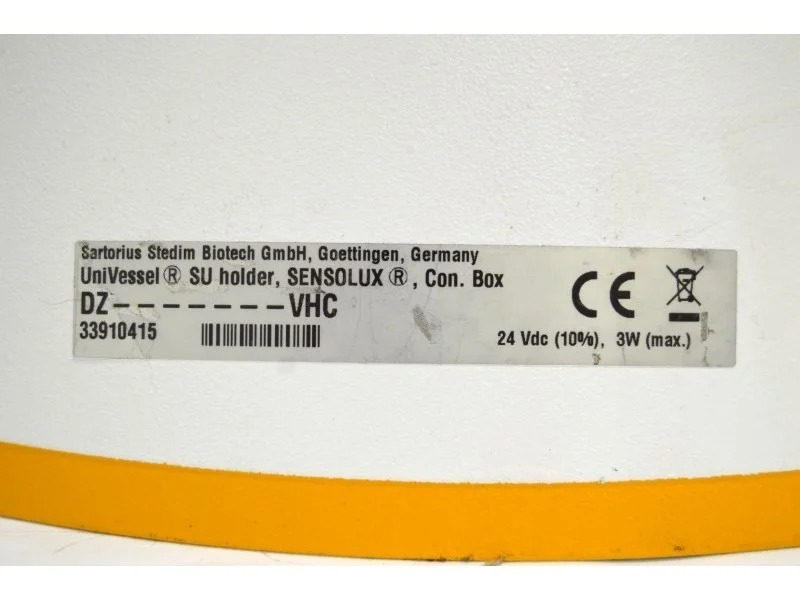 Sartorius Stedim Biotech GmbH, Goettingen, Germany
UniVessel® SU holder, SENSOLUX®, Con. Box
DZ-------VHC
33910415
CE
24 Vdc (10%), 3W (max.)